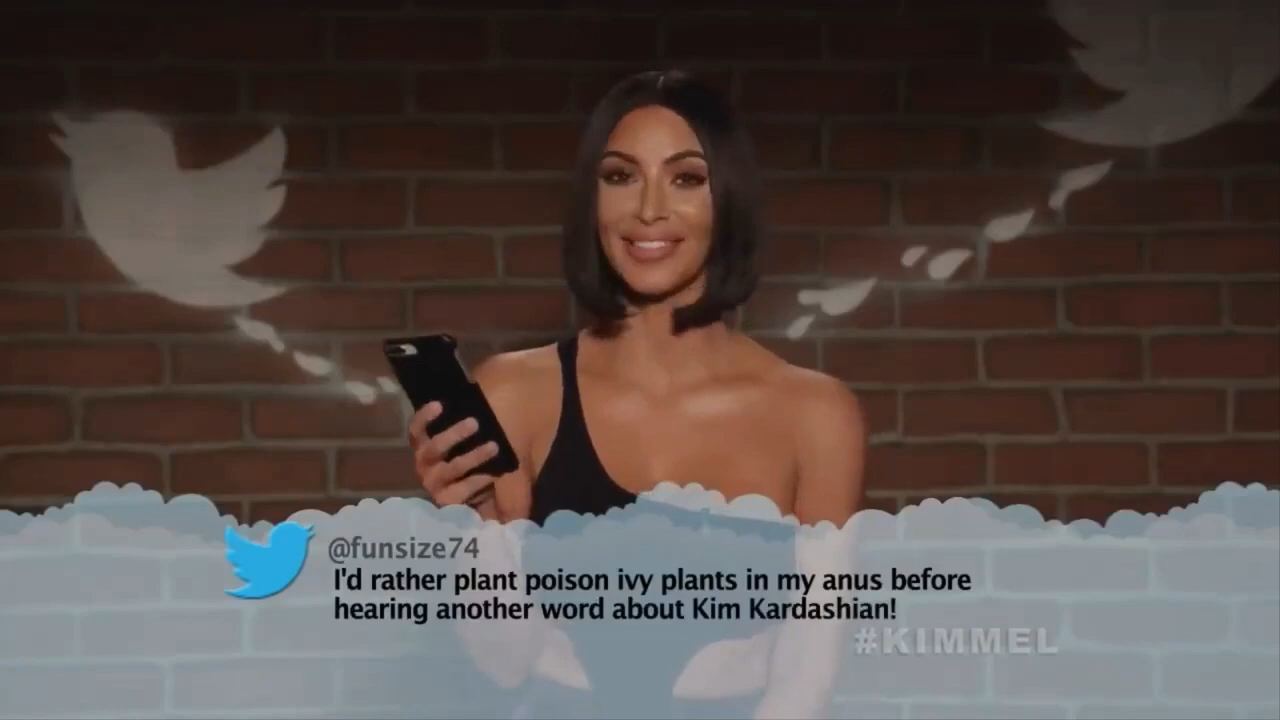 @funsize74
I'd rather plant poison ivy plants in my anus before
hearing another word about Kim Kardashian!
#KIMMEL